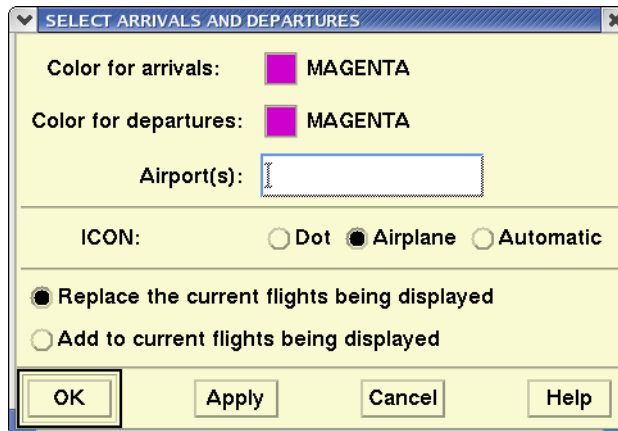 SELECT ARRIVALS AND DEPARTURES
Color for arrivals: MAGENTA
Color for departures: MAGENTA
Airport(s):
ICON: Dot Airplane Automatic
Replace the current flights being displayed
Add to current flights being displayed
OK Apply Cancel Help